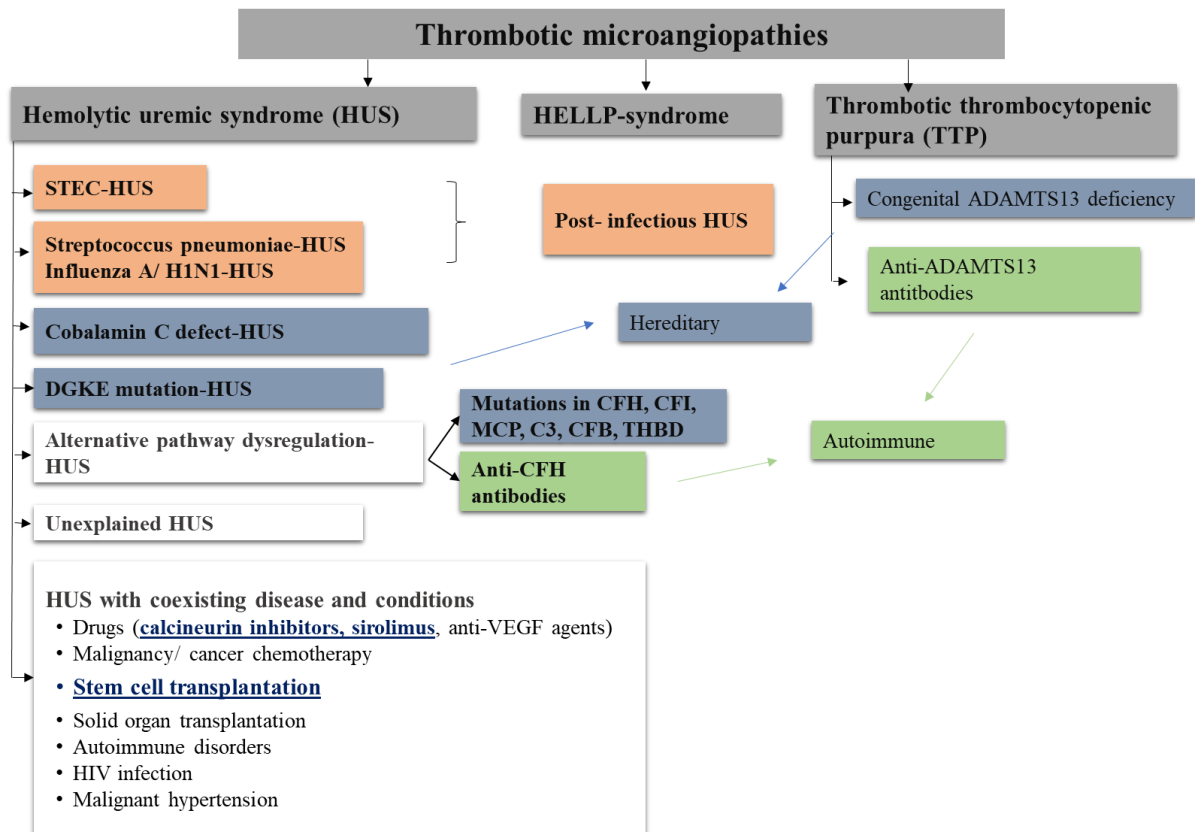 Thrombotic microangiopathies
Hemolytic uremic syndrome (HUS)
HELLP-syndrome
Thrombotic thrombocytopenic
purpura (TTP)
STEC-HUS
Streptococcus pneumoniae-HUS
Influenza A/ H1N1-HUS
Post- infectious HUS
Congenital ADAMTS13 deficiency
Anti-ADAMTS13
antitbodies
Cobalamin C defect-HUS
Hereditary
DGKE mutation-HUS
Alternative pathway dysregulation-
HUS
Mutations in CFH, CFI,
MCP, C3, CFB, THBD
Anti-CFH
antibodies
Autoimmune
Unexplained HUS
HUS with coexisting disease and conditions
• Drugs (calcineurin inhibitors, sirolimus, anti-VEGF agents)
• Malignancy/ cancer chemotherapy
• Stem cell transplantation
• Solid organ transplantation
• Autoimmune disorders
• HIV infection
• Malignant hypertension